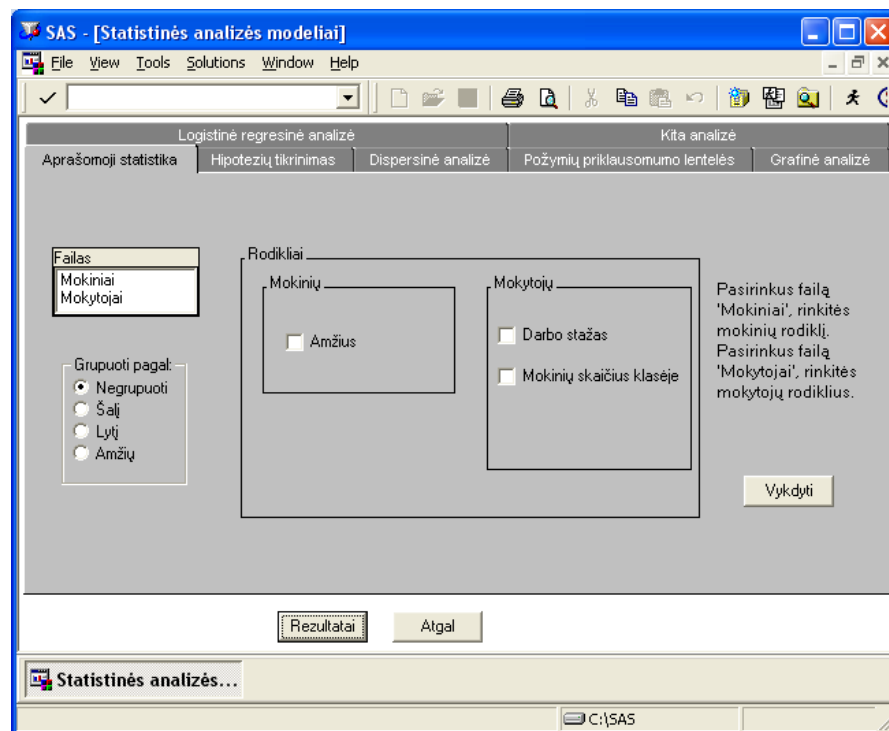 SAS - [Statistinės analizės modeliai]
File View Tools Solutions Window Help
Logistinė regresinė analizė Kita analizė
Aprašomoji statistika Hipotezių tikrinimas Dispersinė analizė Požymių priklausomumo lentelės Grafinė analizė
Failas
Mokiniai
Mokytojai
Grupuoti pagal:
Negrupuoti
Šalį
Lytį
Amžių
Rodikliai
Mokinių
Amžius
Mokytojų
Darbo stažas
Mokinių skaičius klasėje
Pasirinkus failą
'Mokiniai', rinkitės
mokinių rodiklį.
Pasirinkus failą
'Mokytojai', rinkitės
mokytojų rodiklius.
Vykdyti
Rezultatai Atgal
Statistinės analizės...
C:\SAS